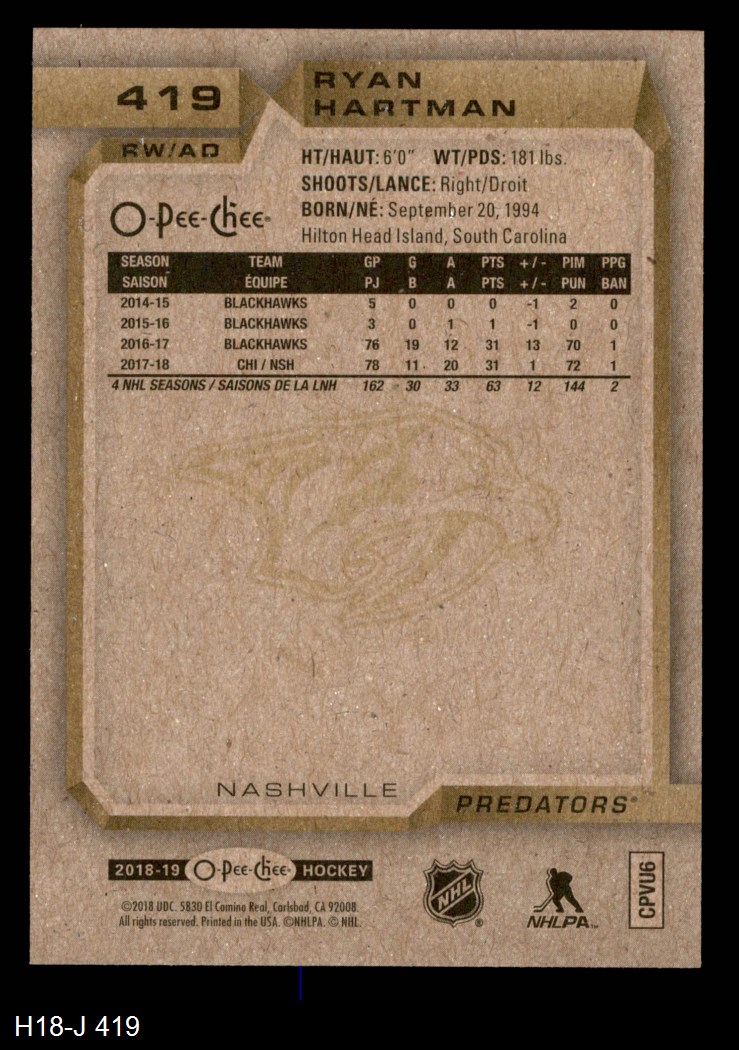 419
RYAN
HARTMAN
RW/AD
HT/HAUT: 6'0" WT/PDS: 181 lbs.
SHOOTS/LANCE: Right/Droit
BORN/NÉ: September 20, 1994
Hilton Head Island, South Carolina
O-Pee-Chee®
SEASON TEAM GP G A PTS +/- PIM PPG
SAISON ÉQUIPE PJ B A PTS +/- PUN BAN
2014-15 BLACKHAWKS 5 0 0 0 -1 2 0
2015-16 BLACKHAWKS 3 0 1 1 -1 0 0
2016-17 BLACKHAWKS 76 19 12 31 13 70 1
2017-18 CHI / NSH 78 11 20 31 1 72 1
4 NHL SEASONS / SAISONS DE LA LNH 162 30 33 63 12 144 2
NASHVILLE
PREDATORS®
2018-19 O-Pee-Chee® HOCKEY
©2018 UDC. 5830 El Camino Real, Carlsbad, CA 92008.
All rights reserved. Printed in the USA. ©NHLPA. © NHL.
NHL®
NHLPA™
CPVU6
H18-J 419